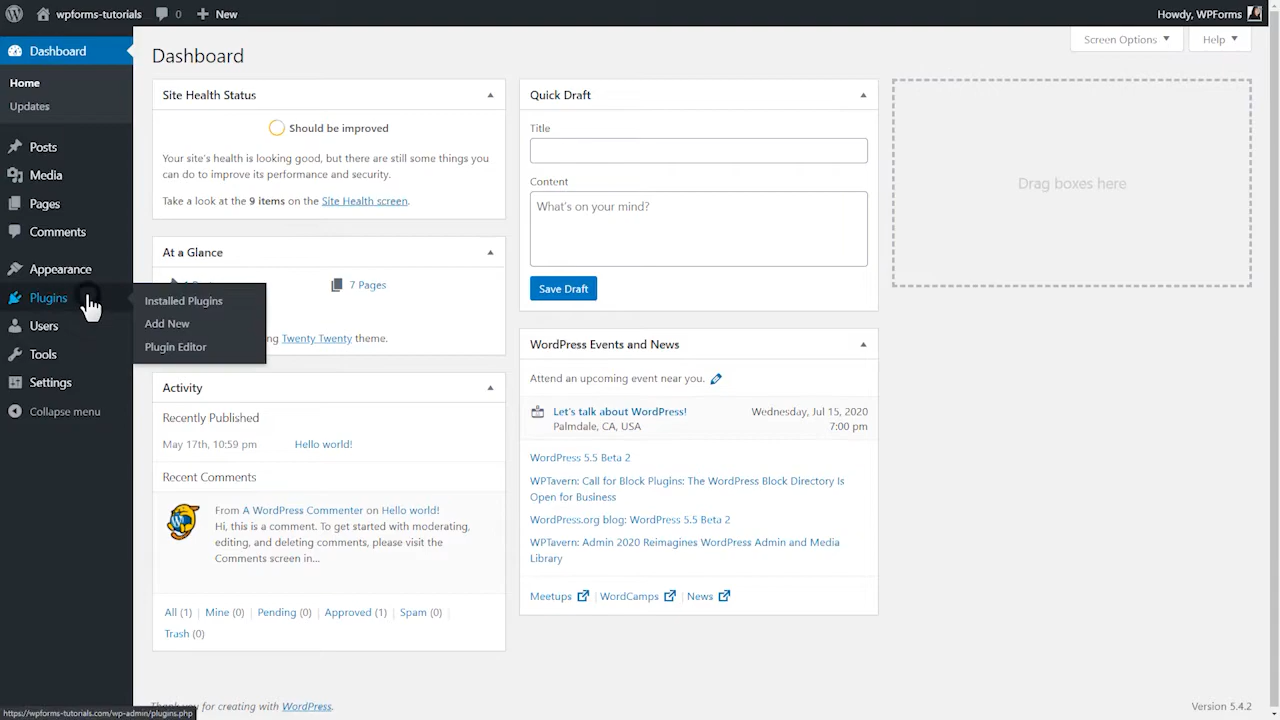 wpforms-tutorials 0 New Howdy, WPForms
Dashboard
Home
Updates
Posts
Media
Pages
Comments
Appearance
Plugins
Users
Tools
Settings
Collapse menu
Installed Plugins
Add New
Plugin Editor
Screen Options Help
Dashboard
Site Health Status
Should be improved
Your site's health is looking good, but there are still some things you
can do to improve its performance and security.
Take a look at the 9 items on the Site Health screen.
At a Glance
7 Pages
Twenty Twenty theme.
Activity
Recently Published
May 17th, 10:59 pm Hello world!
Recent Comments
From A WordPress Commenter on Hello world!
Hi, this is a comment. To get started with moderating,
editing, and deleting comments, please visit the
Comments screen in...
All (1) | Mine (0) | Pending (0) | Approved (1) | Spam (0) |
Trash (0)
Quick Draft
Title
Content
What's on your mind?
Save Draft
WordPress Events and News
Attend an upcoming event near you.
Let's talk about WordPress! Wednesday, Jul 15, 2020
Palmdale, CA, USA 7:00 pm
WordPress 5.5 Beta 2
WPTavern: Call for Block Plugins: The WordPress Block Directory Is
Open for Business
WordPress.org blog: WordPress 5.5 Beta 2
WPTavern: Admin 2020 Reimagines WordPress Admin and Media
Library
Meetups | WordCamps | News
Drag boxes here
Thank you for creating with WordPress.
Version 5.4.2
https://wpforms-tutorials.com/wp-admin/plugins.php